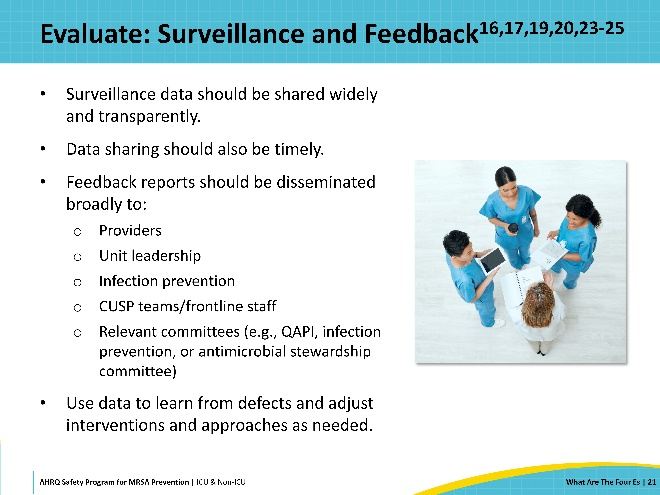 Evaluate: Surveillance and Feedback16,17,19,20,23-25
• Surveillance data should be shared widely
and transparently.
• Data sharing should also be timely.
• Feedback reports should be disseminated
broadly to:
o Providers
o Unit leadership
o Infection prevention
o CUSP teams/frontline staff
o Relevant committees (e.g., QAPI, infection
prevention, or antimicrobial stewardship
committee)
• Use data to learn from defects and adjust
interventions and approaches as needed.
AHRQ Safety Program for MRSA Prevention | ICU & Non-ICU
What Are The Four Es | 21